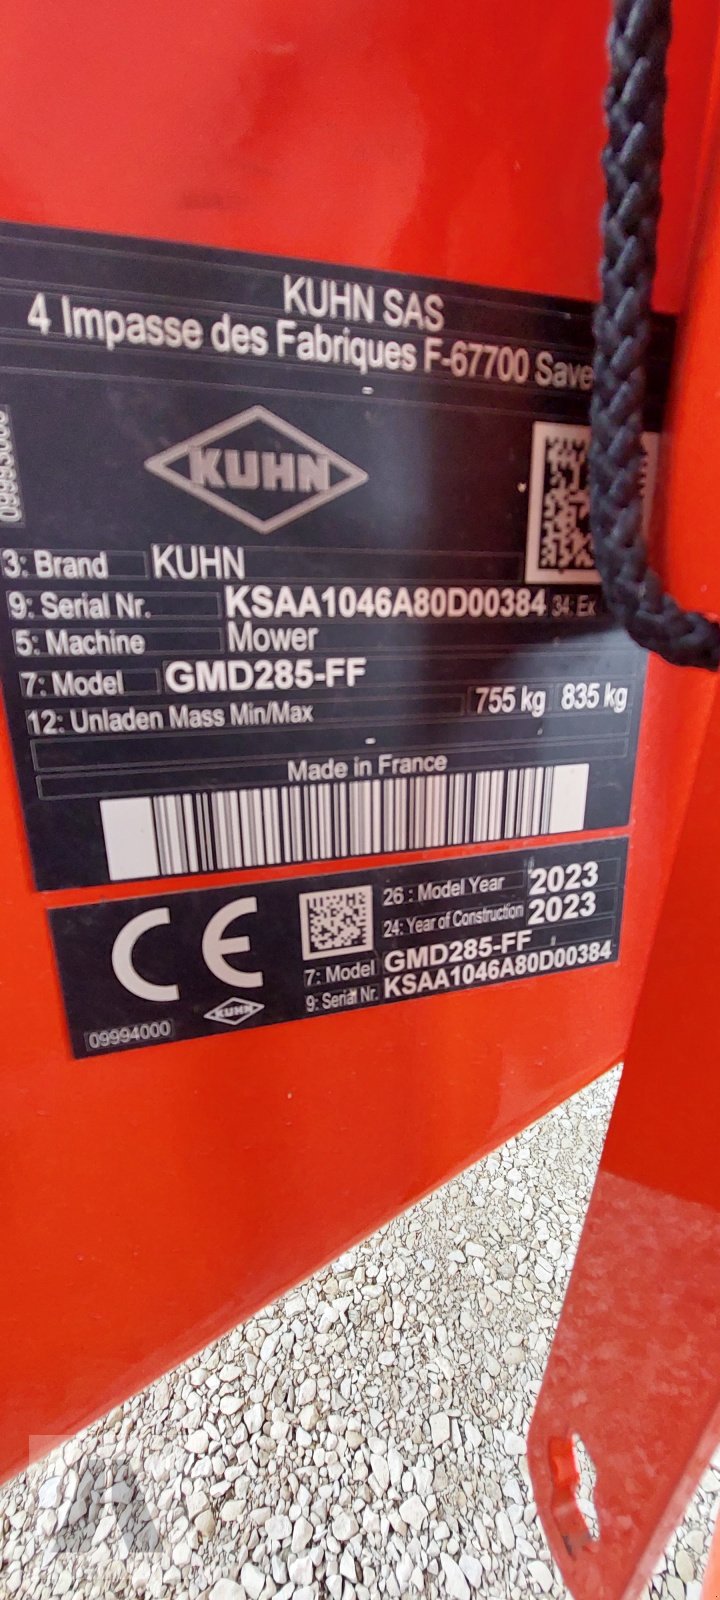 KUHN SAS
4 Impasse des Fabriques F-67700 Save
KUHN
3: Brand KUHN
9: Serial Nr. KSAA1046A80D00384 34: Ex
5: Machine Mower
7: Model GMD285-FF
12: Unladen Mass Min/Max 755 kg 835 kg
Made in France
CE
26 : Model Year 2023
24: Year of Construction 2023
7: Model GMD285-FF
9: Serial Nr. KSAA1046A80D00384
KUHN
09994000